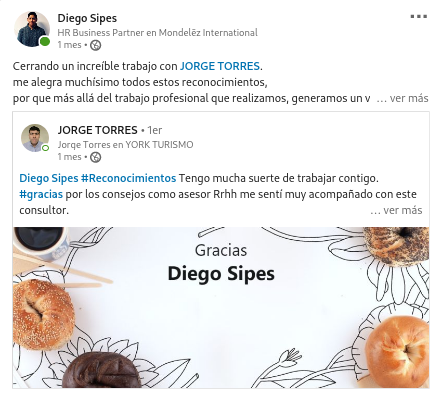 Diego Sipes
HR Business Partner en Mondelēz International
1 mes •
Cerrando un increíble trabajo con JORGE TORRES.
me alegra muchísimo todos estos reconocimientos,
por que más allá del trabajo profesional que realizamos, generamos un v ... ver más
JORGE TORRES • 1er
Jorge Torres en YORK TURISMO
1 mes •
Diego Sipes #Reconocimientos Tengo mucha suerte de trabajar contigo.
#gracias por los consejos como asesor Rrhh me sentí muy acompañado con este
consultor. ... ver más
Gracias
Diego Sipes